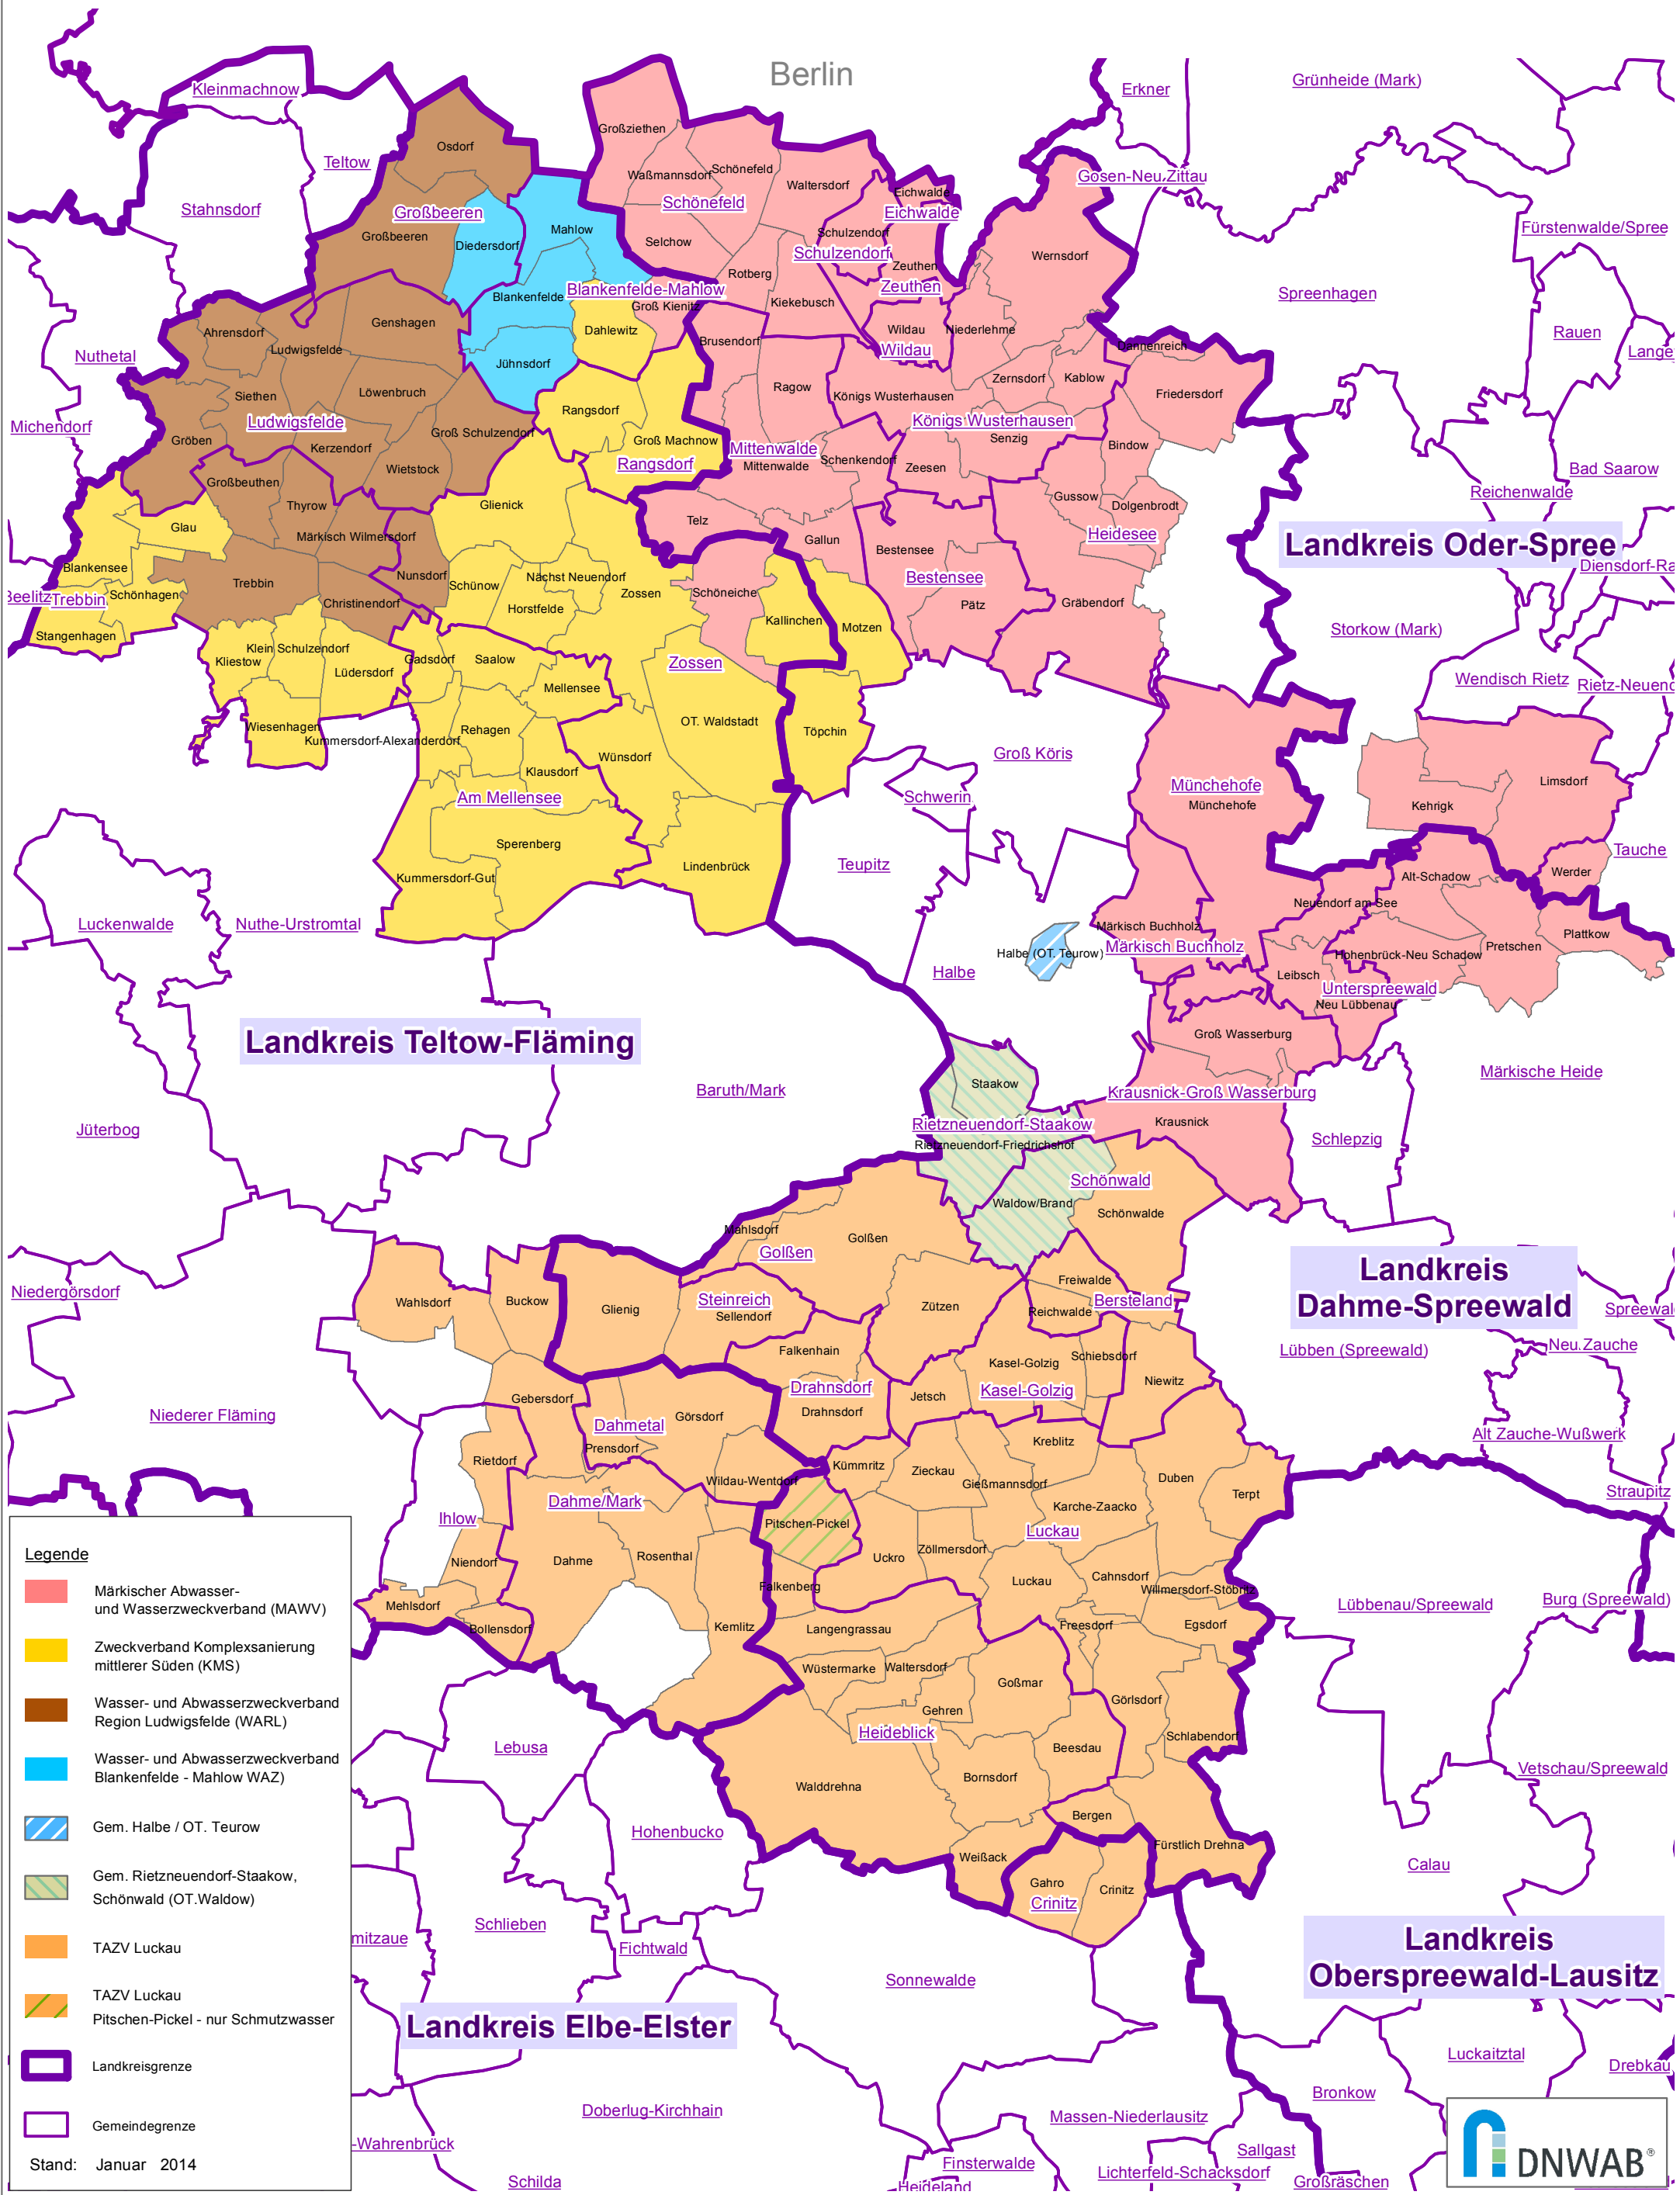 Berlin
Kleinmachnow
Erkner
Grünheide (Mark)
Großziethen
Osdorf
Teltow
Schönefeld
Waßmannsdorf
Waltersdorf
Gosen-Neu Zittau
Eichwalde
Schönefeld
Stahnsdorf
Großbeeren
Eichwalde
Fürstenwalde/Spree
Mahlow
Großbeeren
Diedersdorf
Selchow
Schulzendorf
Schulzendorf
Wernsdorf
Zeuthen
Rotberg
Zeuthen
Blankenfelde-Mahlow
Blankenfelde
Groß Kienitz
Kiekebusch
Spreenhagen
Genshagen
Dahlewitz
Wildau
Niederlehme
Ahrensdorf
Rauen
Brusendorf
Wildau
Dannenreich
Ludwigsfelde
Nuthetal
Jühnsdorf
Zernsdorf
Kablow
Ragow
Löwenbruch
Siethen
Königs Wusterhausen
Friedersdorf
Rangsdorf
Ludwigsfelde
Königs Wusterhausen
Michendorf
Groß Schulzendorf
Gröben
Groß Machnow
Senzig
Kerzendorf
Mittenwalde
Bindow
Schenkendorf
Rangsdorf
Mittenwalde
Zeesen
Wietstock
Bad Saarow
Großbeuthen
Reichenwalde
Gussow
Thyrow
Glienick
Dolgenbrodt
Telz
Glau
Heidesee
Märkisch Wilmersdorf
Gallun
Landkreis Oder-Spree
Bestensee
Blankensee
Nunsdorf
Nächst Neuendorf
Bestensee
Trebbin
Schünow
Zossen
Schöneiche
Schönhagen
Trebbin
Christinendorf
Horstfelde
Pätz
Gräbendorf
Kallinchen
Motzen
Storkow (Mark)
Stangenhagen
Klein Schulzendorf
Kliestow
Gadsdorf
Saalow
Zossen
Lüdersdorf
Wendisch Rietz
Mellensee
OT. Waldstadt
Wiesenhagen
Rehagen
Töpchin
Kummersdorf-Alexanderdorf
Wünsdorf
Groß Köris
Klausdorf
Münchehofe
Limsdorf
Am Mellensee
Schwerin
Münchehofe
Kehrigk
Sperenberg
Tauche
Lindenbrück
Teupitz
Werder
Kummersdorf-Gut
Alt-Schadow
Neuendorf am See
Luckenwalde
Nuthe-Urstromtal
Märkisch Buchholz
Plattkow
Märkisch Buchholz
Pretschen
Halbe (OT. Teurow)
Hohenbrück-Neu Schadow
Halbe
Leibsch
Unterspreewald
Neu Lübbenau
Landkreis Teltow-Fläming
Groß Wasserburg
Märkische Heide
Staakow
Baruth/Mark
Krausnick-Groß Wasserburg
Jüterbog
Rietzneuendorf-Staakow
Krausnick
Schlepzig
Rietzneuendorf-Friedrichshof
Schönwald
Waldow/Brand
Schönwalde
Mahlsdorf
Golßen
Golßen
Landkreis
Dahme-Spreewald
Freiwalde
Niedergörsdorf
Wahlsdorf
Buckow
Steinreich
Bersteland
Zützen
Glienig
Sellendorf
Reichwalde
Neu Zauche
Falkenhain
Schiebsdorf
Lübben (Spreewald)
Kasel-Golzig
Niewitz
Drahnsdorf
Kasel-Golzig
Gebersdorf
Jetsch
Niederer Fläming
Görsdorf
Drahnsdorf
Dahmetal
Alt Zauche-Wußwerk
Prensdorf
Kreblitz
Rietdorf
Kümmritz
Zieckau
Duben
Wildau-Wentdorf
Gießmannsdorf
Terpt
Straupitz
Dahme/Mark
Karche-Zaacko
Ihlow
Pitschen-Pickel
Luckau
Zöllmersdorf
Niendorf
Dahme
Rosenthal
Uckro
Cahnsdorf
Luckau
Falkenberg
Willmersdorf-Stöbritz
Burg (Spreewald)
Mehlsdorf
Lübbenau/Spreewald
Bollensdorf
Kemlitz
Langengrassau
Freesdorf
Egsdorf
Wüstermarke
Waltersdorf
Goßmar
Görlsdorf
Gehren
Heideblick
Schlabendorf
Lebusa
Beesdau
Vetschau/Spreewald
Walddrehna
Bornsdorf
Bergen
Hohenbucko
Fürstlich Drehna
Weißack
Calau
Gahro
Crinitz
Crinitz
Schlieben
Fichtwald
Landkreis
Oberspreewald-Lausitz
Sonnewalde
Landkreis Elbe-Elster
Luckaitztal
Drebkau
Bronkow
Doberlug-Kirchhain
Massen-Niederlausitz
Sallgast
Finsterwalde
Lichterfeld-Schacksdorf
Großräschen
Schilda
Heideland
Legende
Märkischer Abwasser-
und Wasserzweckverband (MAWV)
Zweckverband Komplexsanierung
mittlerer Süden (KMS)
Wasser- und Abwasserzweckverband
Region Ludwigsfelde (WARL)
Wasser- und Abwasserzweckverband
Blankenfelde - Mahlow WAZ)
Gem. Halbe / OT. Teurow
Gem. Rietzneuendorf-Staakow,
Schönwald (OT.Waldow)
TAZV Luckau
TAZV Luckau
Pitschen-Pickel - nur Schmutzwasser
Landkreisgrenze
Gemeindegrenze
Stand: Januar 2014
DNWAB®